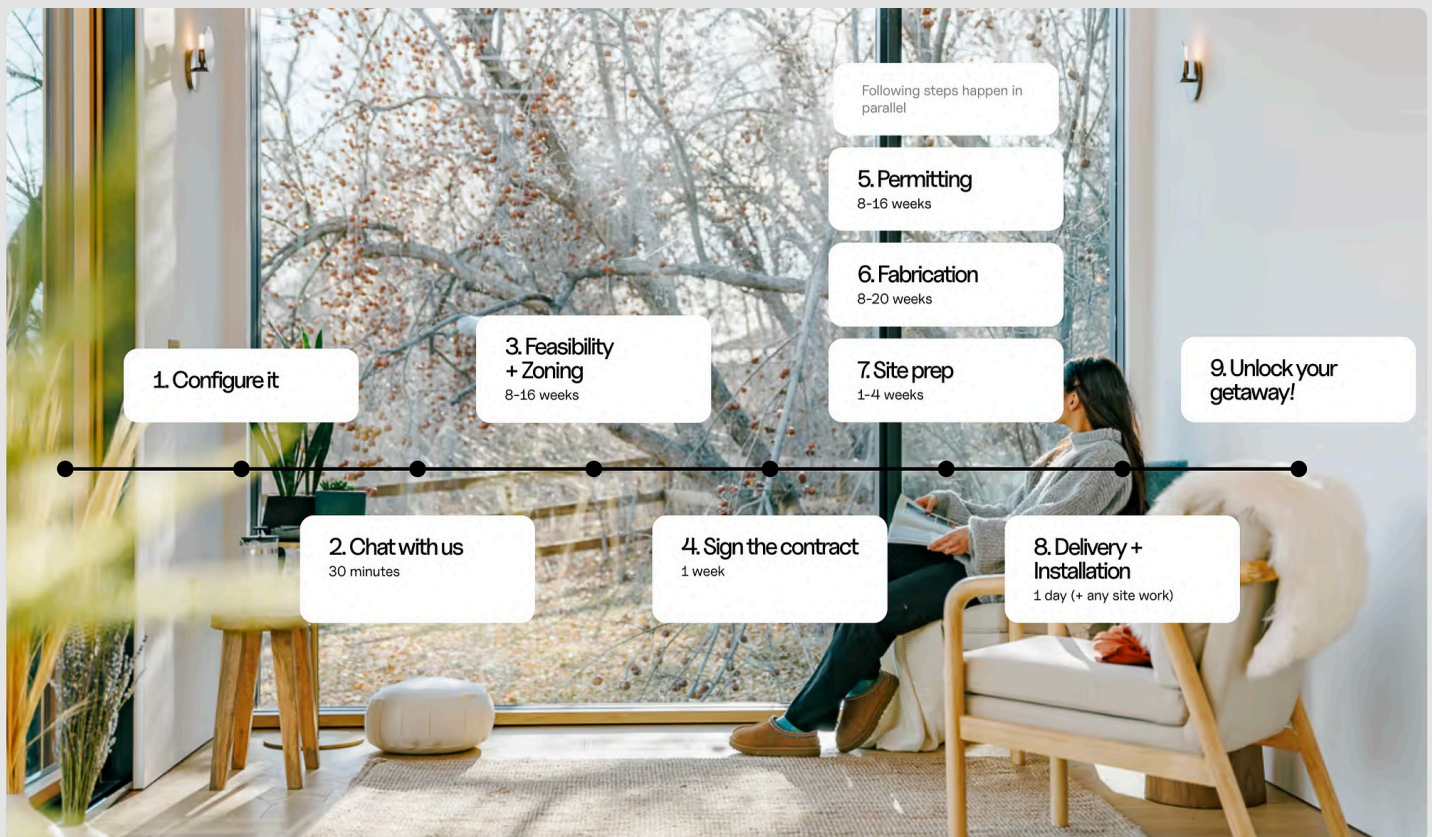 1. Configure it
2. Chat with us
30 minutes
3. Feasibility
+ Zoning
8-16 weeks
4. Sign the contract
1 week
Following steps happen in
parallel
5. Permitting
8-16 weeks
6. Fabrication
8-20 weeks
7. Site prep
1-4 weeks
8. Delivery +
Installation
1 day (+ any site work)
9. Unlock your
getaway!